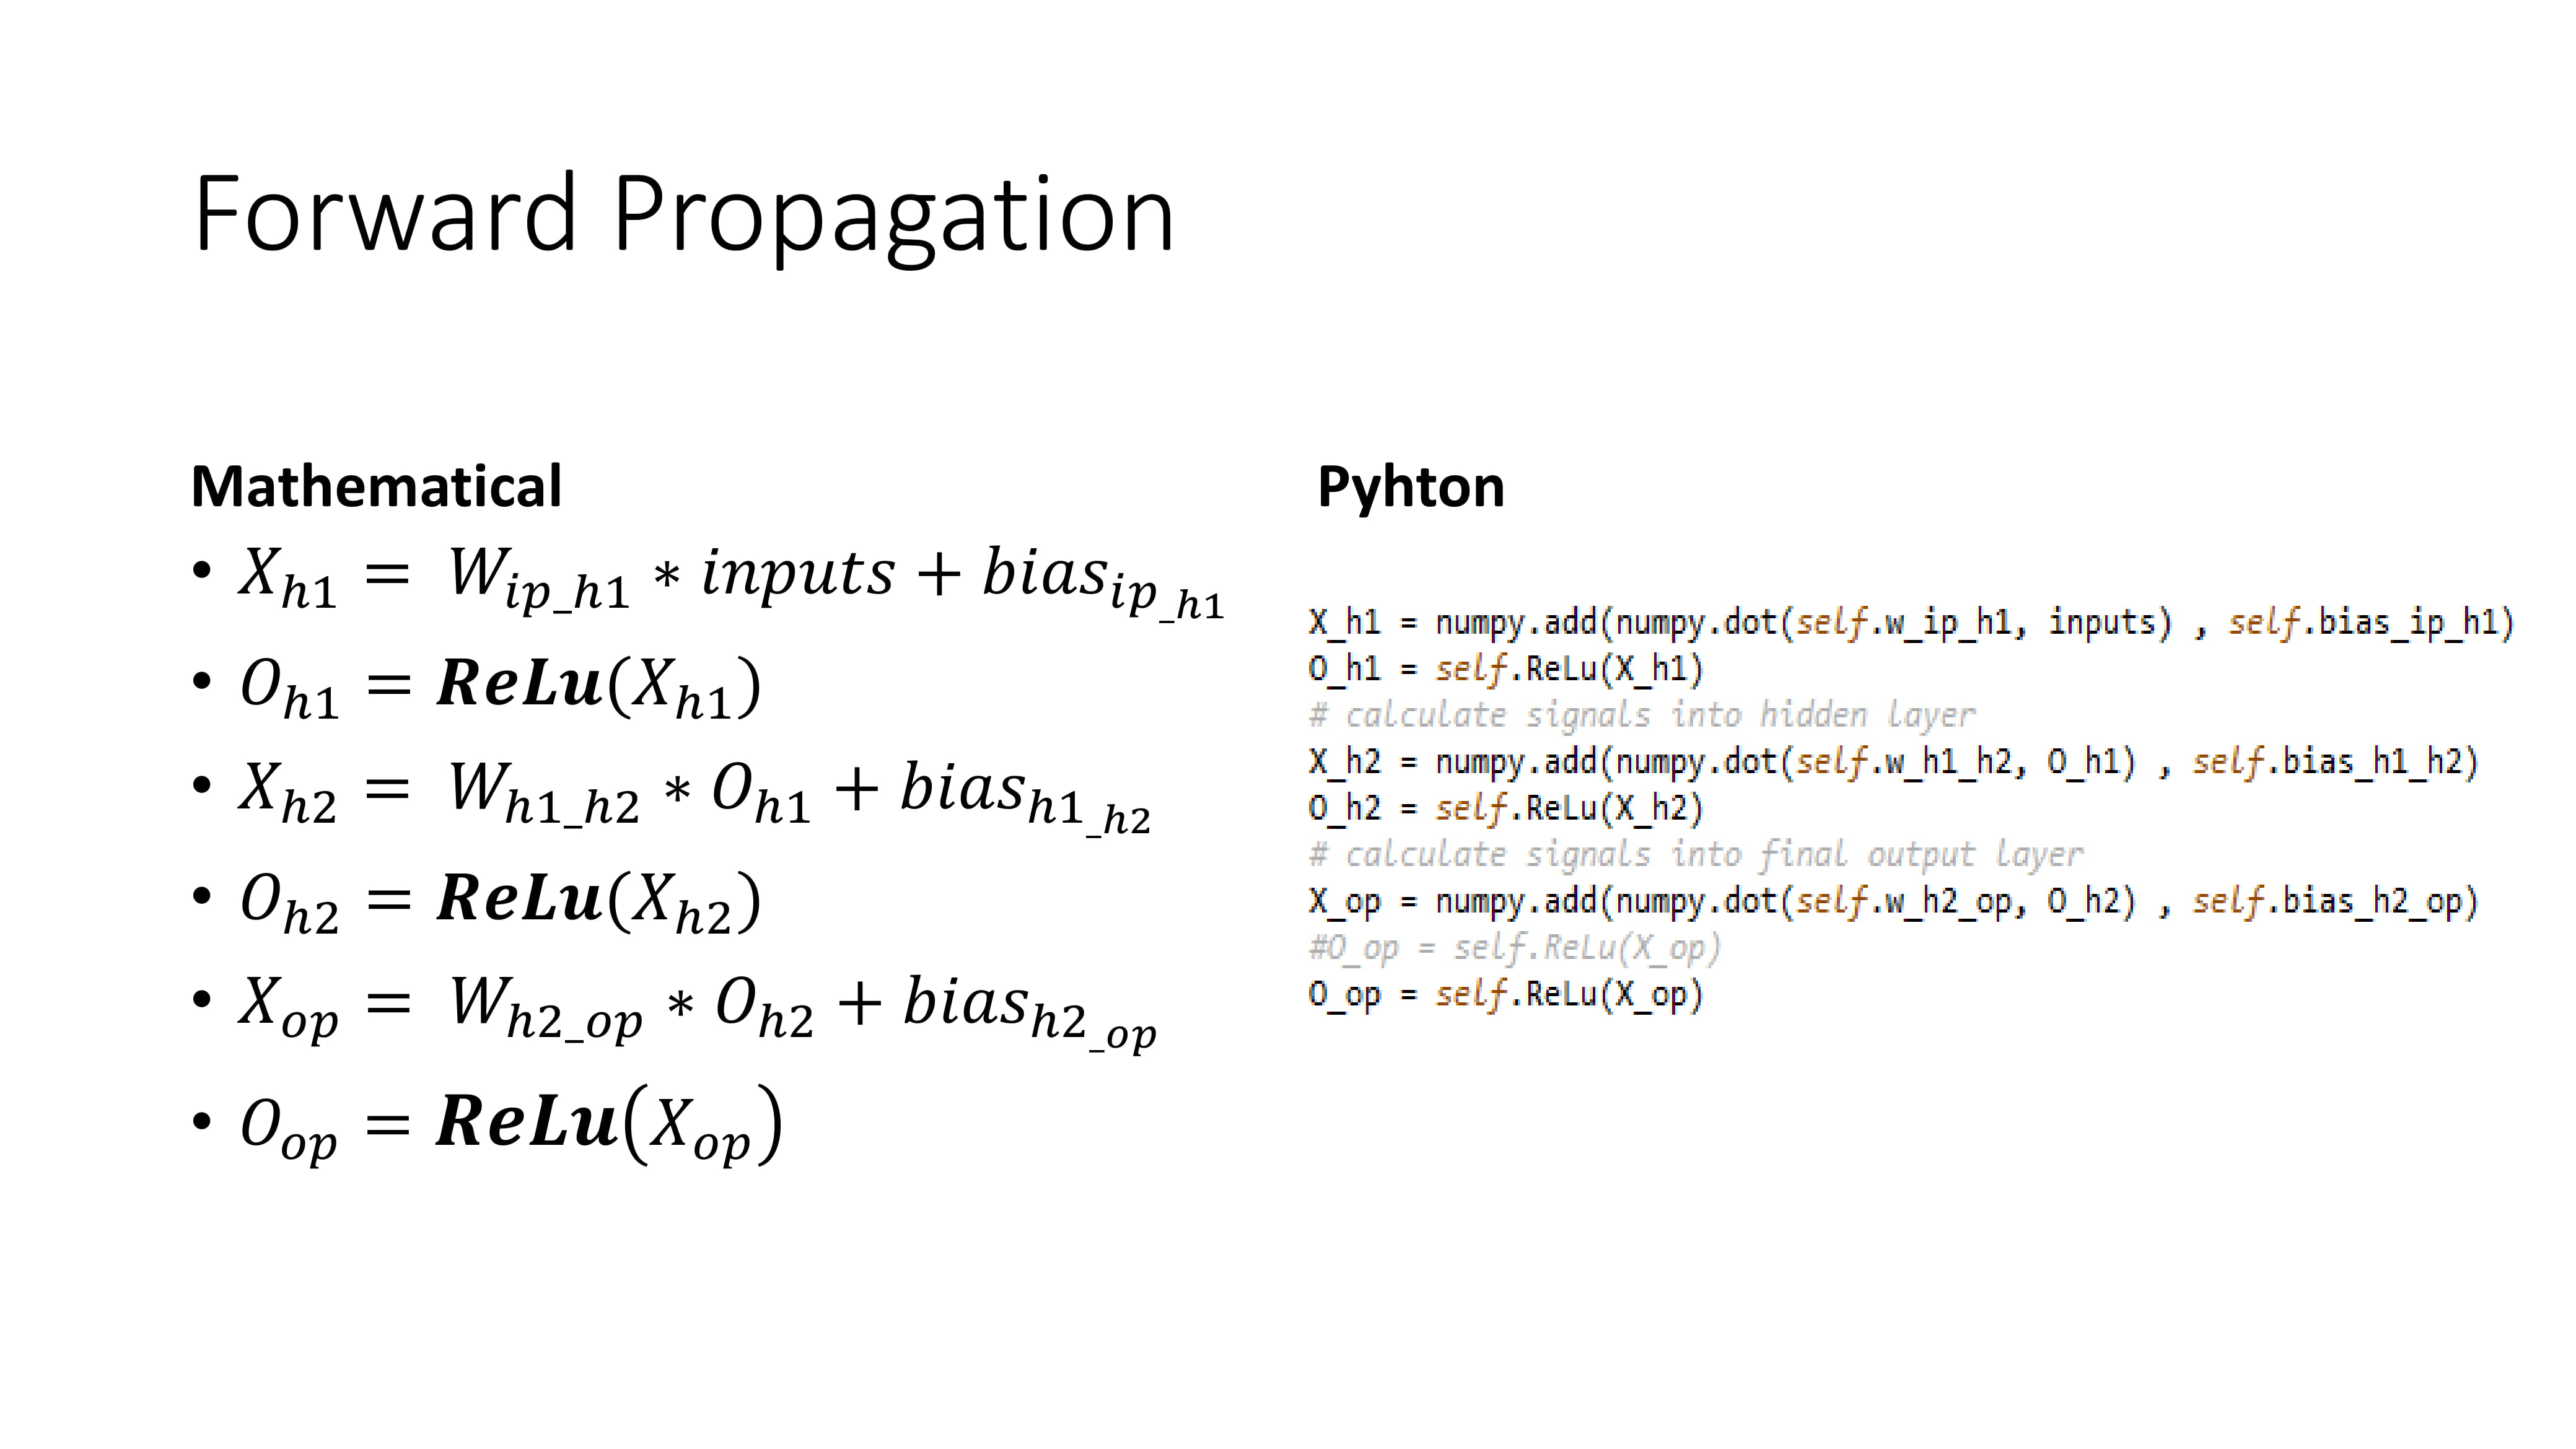 Forward Propagation
Mathematical
• X_{h1} = W_{ip\_h1} * inputs + bias_{ip\_h1}
• O_{h1} = ReLu(X_{h1})
• X_{h2} = W_{h1\_h2} * O_{h1} + bias_{h1\_h2}
• O_{h2} = ReLu(X_{h2})
• X_{op} = W_{h2\_op} * O_{h2} + bias_{h2\_op}
• O_{op} = ReLu(X_{op})
Pyhton
X_h1 = numpy.add(numpy.dot(self.w_ip_h1, inputs) , self.bias_ip_h1)
O_h1 = self.ReLu(X_h1)
# calculate signals into hidden layer
X_h2 = numpy.add(numpy.dot(self.w_h1_h2, O_h1) , self.bias_h1_h2)
O_h2 = self.ReLu(X_h2)
# calculate signals into final output layer
X_op = numpy.add(numpy.dot(self.w_h2_op, O_h2) , self.bias_h2_op)
#O_op = self.ReLu(X_op)
O_op = self.ReLu(X_op)